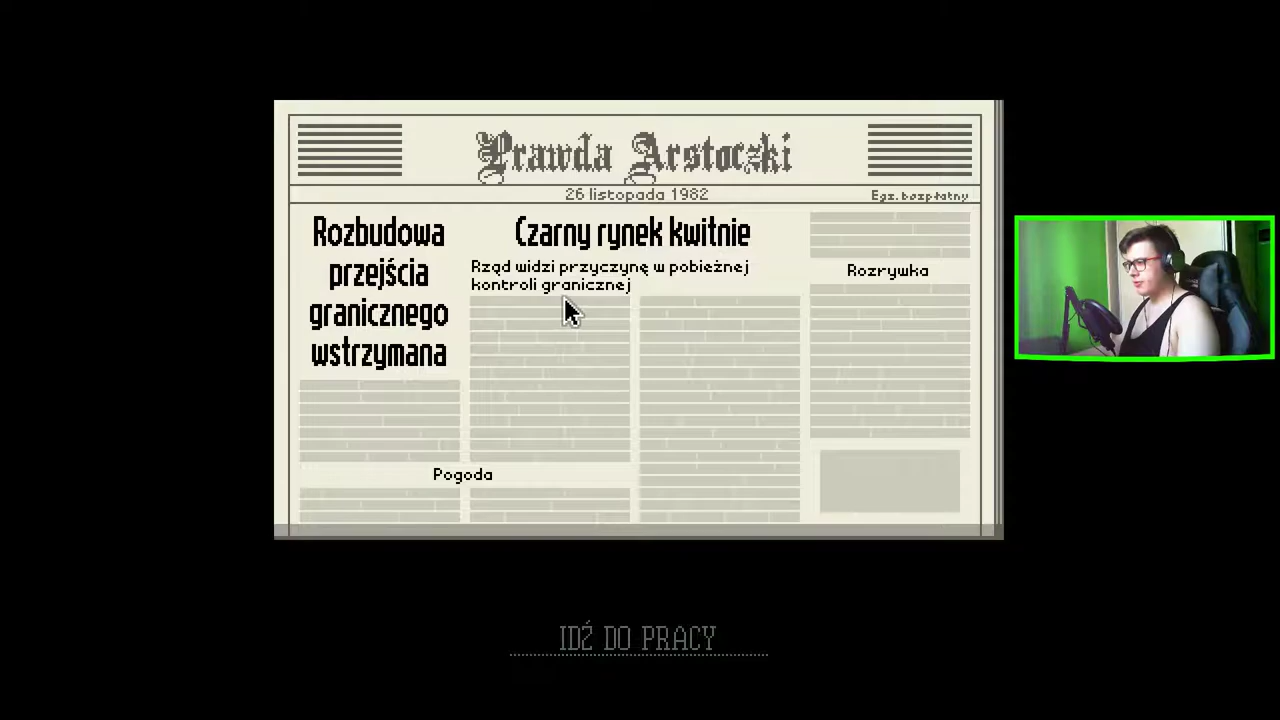 Prawda Arstoczki
26 listopada 1982
Egz. bezpłatny
Rozbudowa
przejścia
granicznego
wstrzymana
Czarny rynek kwitnie
Rząd widzi przyczynę w pobieżnej
kontroli granicznej
Rozrywka
Pogoda
IDŹ DO PRACY